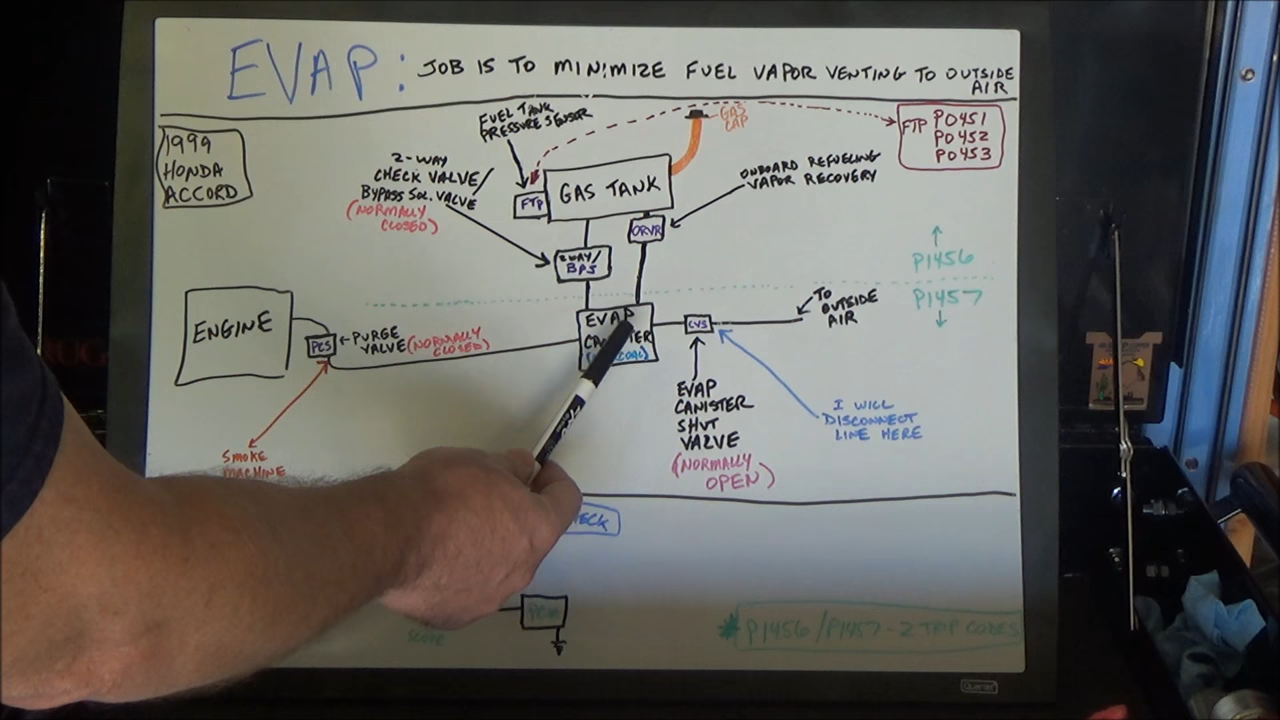 EVAP: JOB IS TO MINIMIZE FUEL VAPOR VENTING TO OUTSIDE
AIR
1999
HONDA
ACCORD
FUEL TANK
PRESSURE SENSOR
GAS
CAP
FTP P0451
P0452
P0453
2-WAY
CHECK VALVE/
BYPASS SOL. VALVE
(NORMALLY
CLOSED)
FTP
GAS TANK
ONBOARD REFUELING
VAPOR RECOVERY
ORVR
2WAY/
BPS
P1456
P1457
ENGINE
PCS
PURGE
VALVE (NORMALLY
CLOSED)
EVAP
CVS
TO
OUTSIDE
AIR
EVAP
CANISTER
SHUT
VALVE
(NORMALLY
OPEN)
I WILL
DISCONNECT
LINE HERE
SMOKE
MACHINE
PCM
SCOPE
P1456/P1457-2 TRIP CODES
Quartet